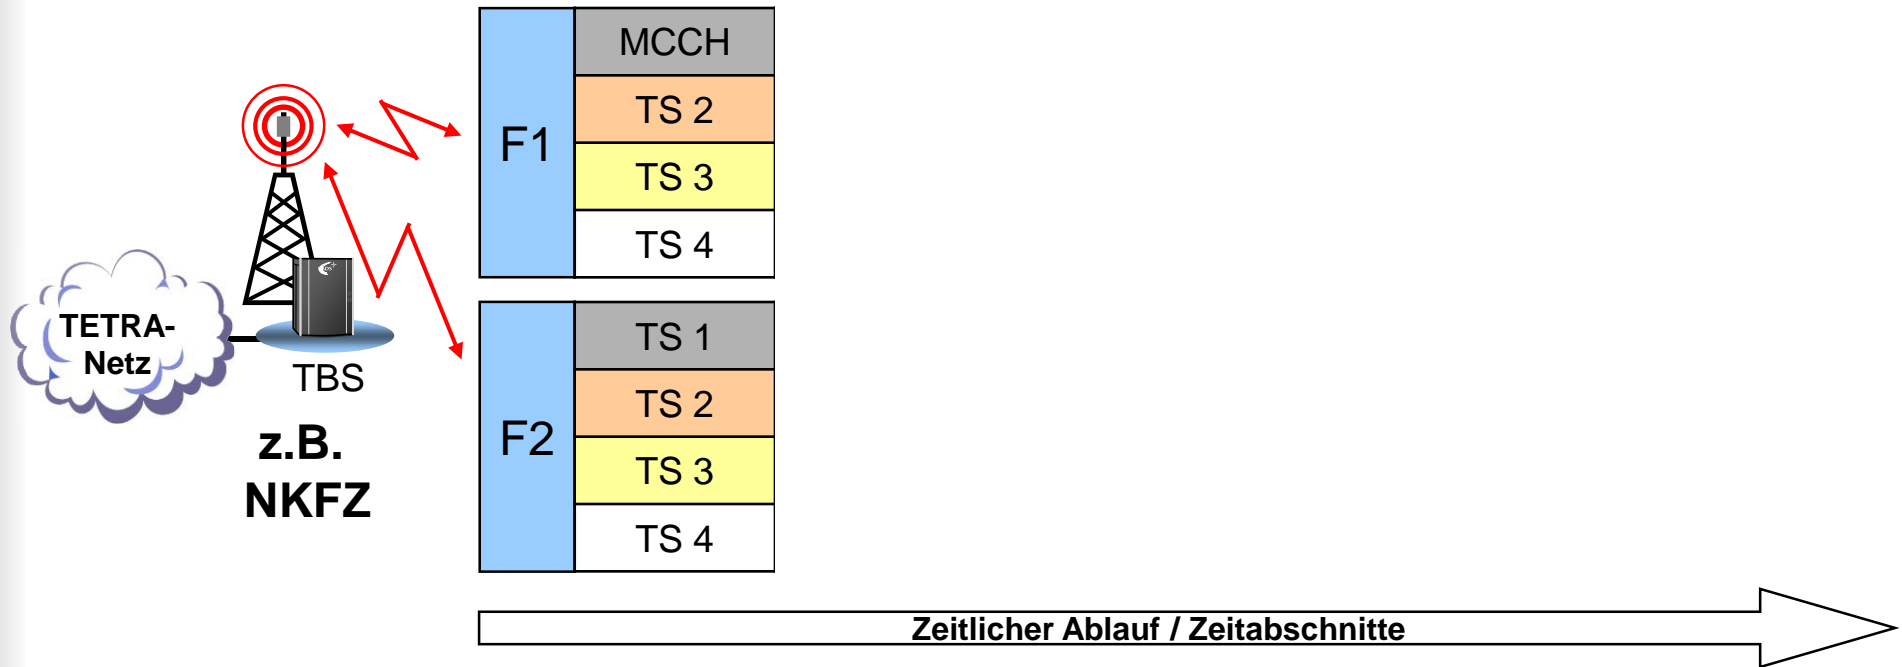 MCCH
TS 2
F1
TS 3
TS 4
TETRA-
Netz
TBS
z.B.
NKFZ
TS 1
TS 2
F2
TS 3
TS 4
Zeitlicher Ablauf / Zeitabschnitte